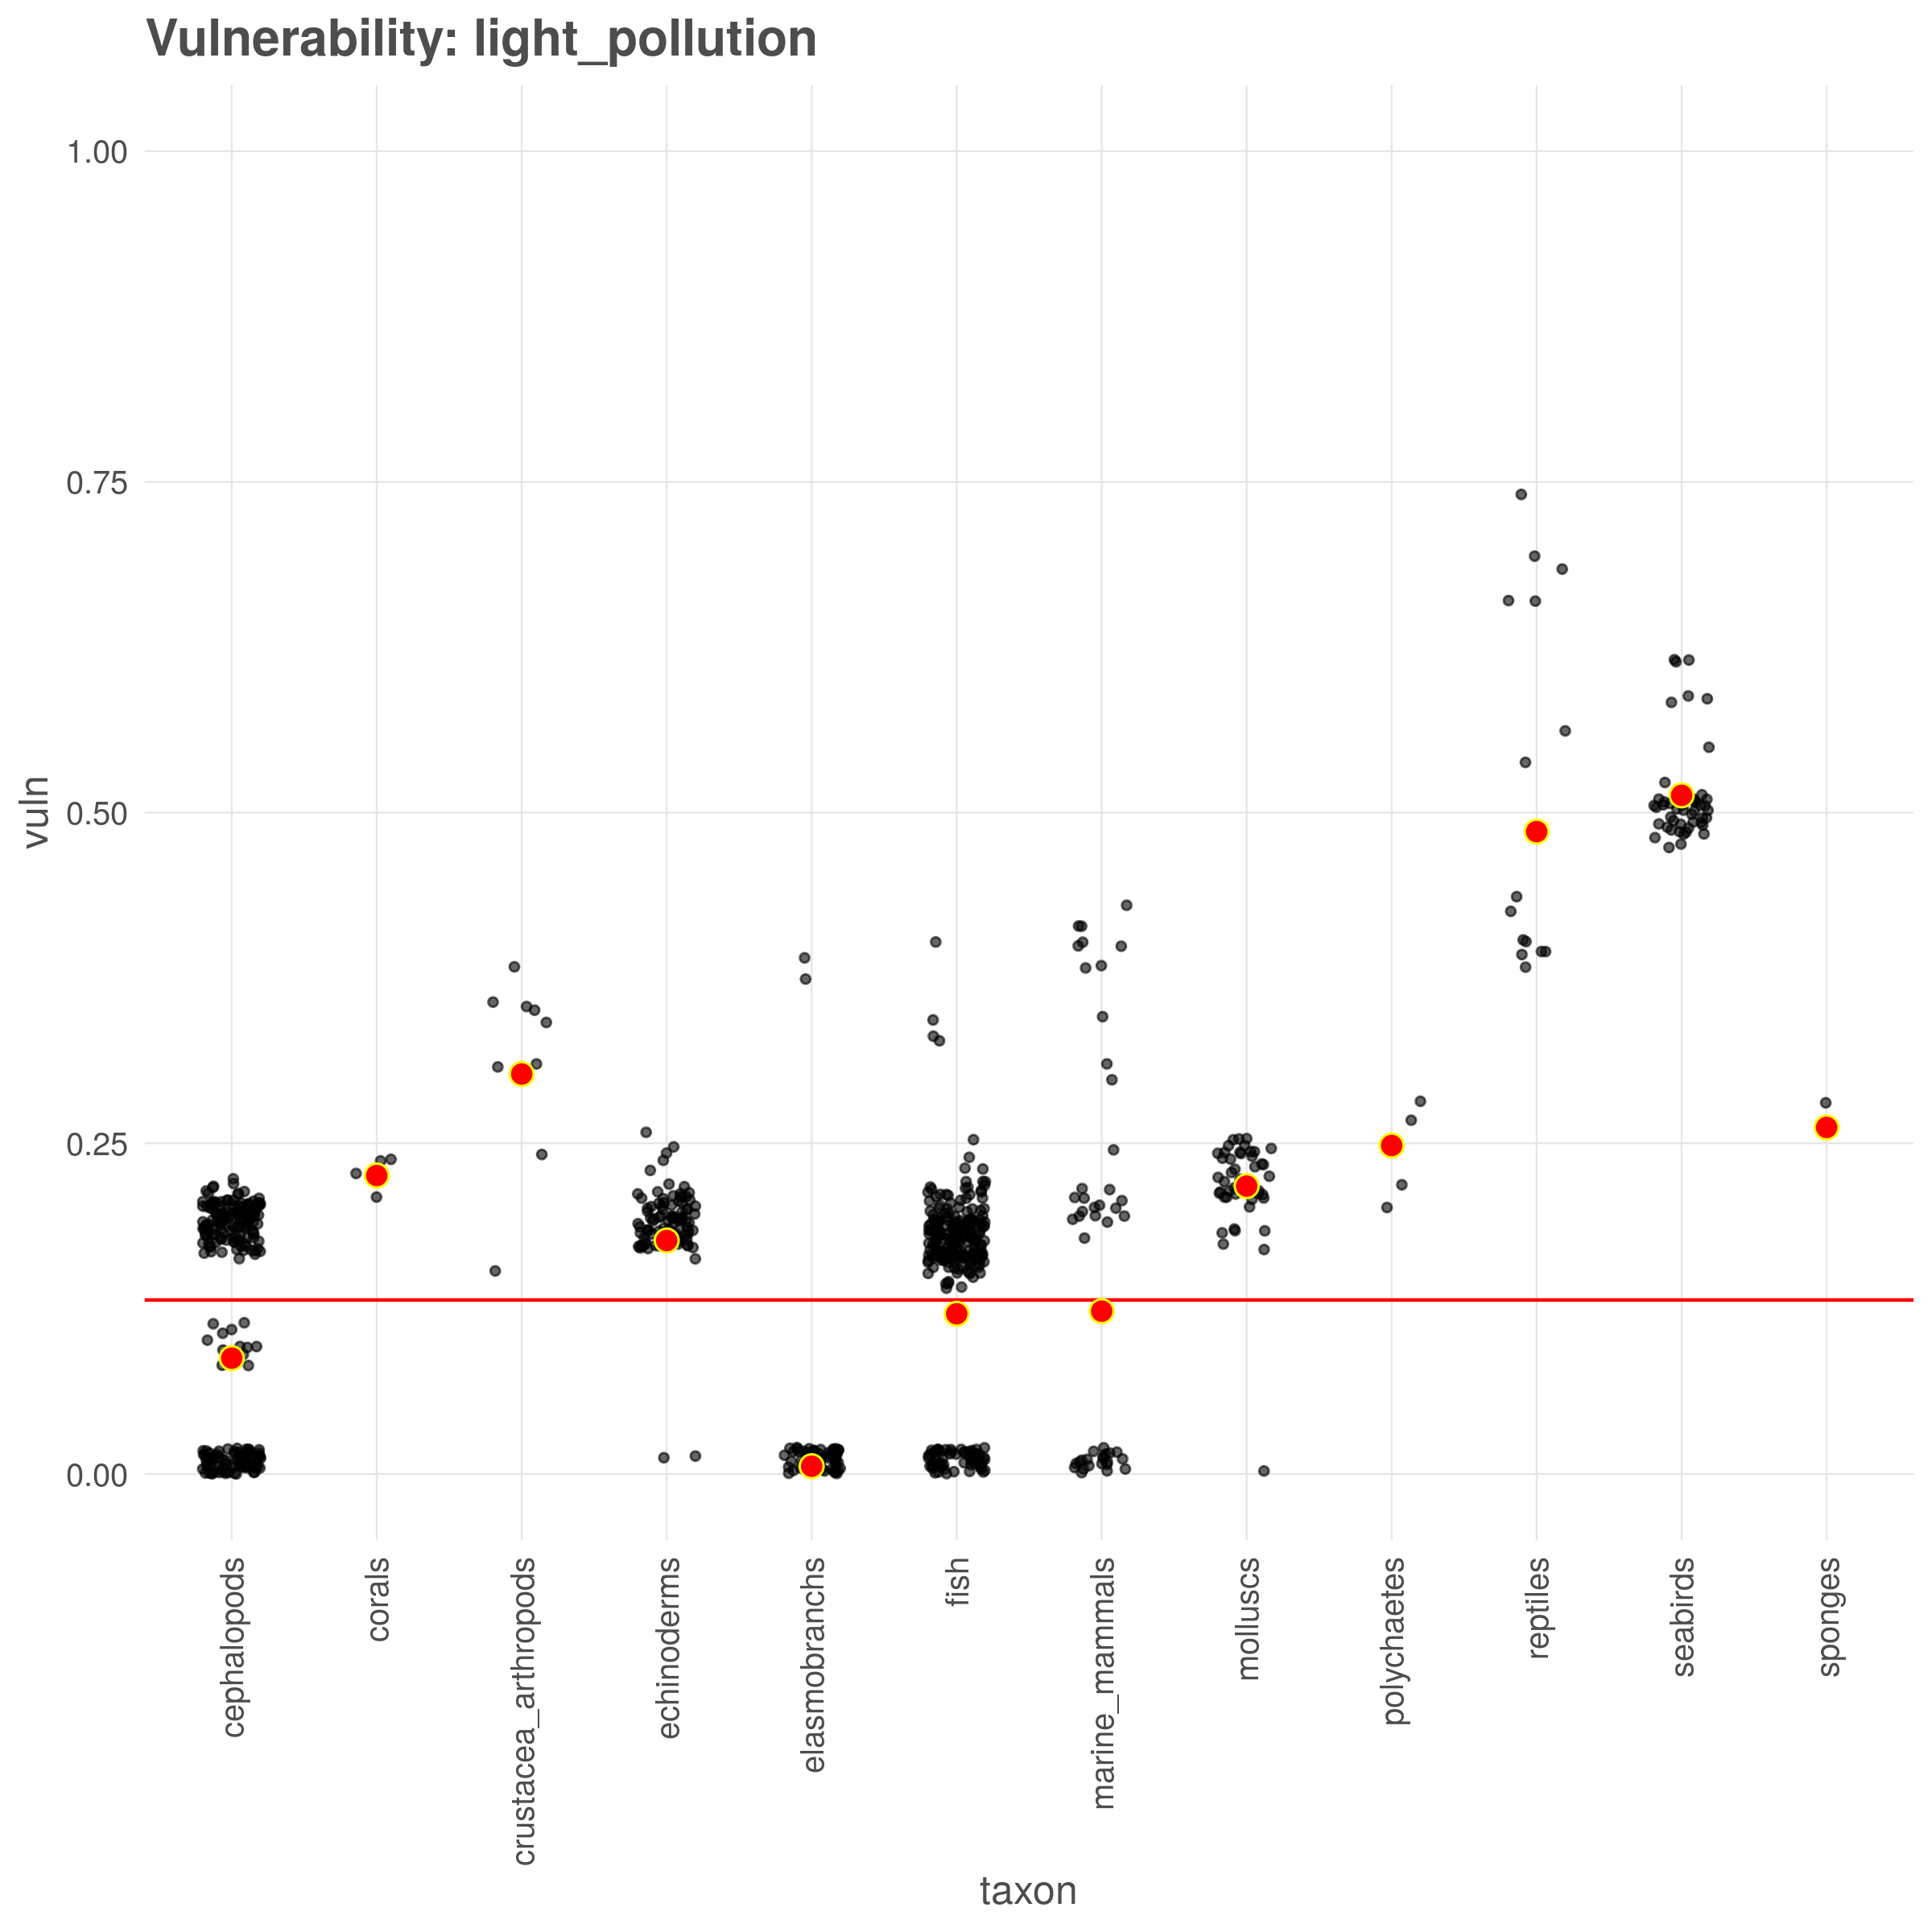 Vulnerability: light_pollution
vuln
1.00
0.75
0.50
0.25
0.00
cephalopods
corals
crustacea_arthropods
echinoderms
elasmobranchs
fish
marine_mammals
molluscs
polychaetes
reptiles
seabirds
sponges
taxon